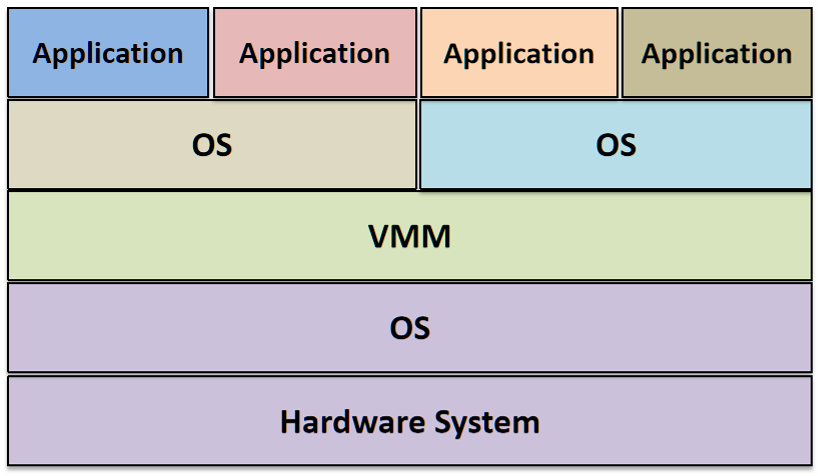 Application Application Application Application
OS OS
VMM
OS
Hardware System